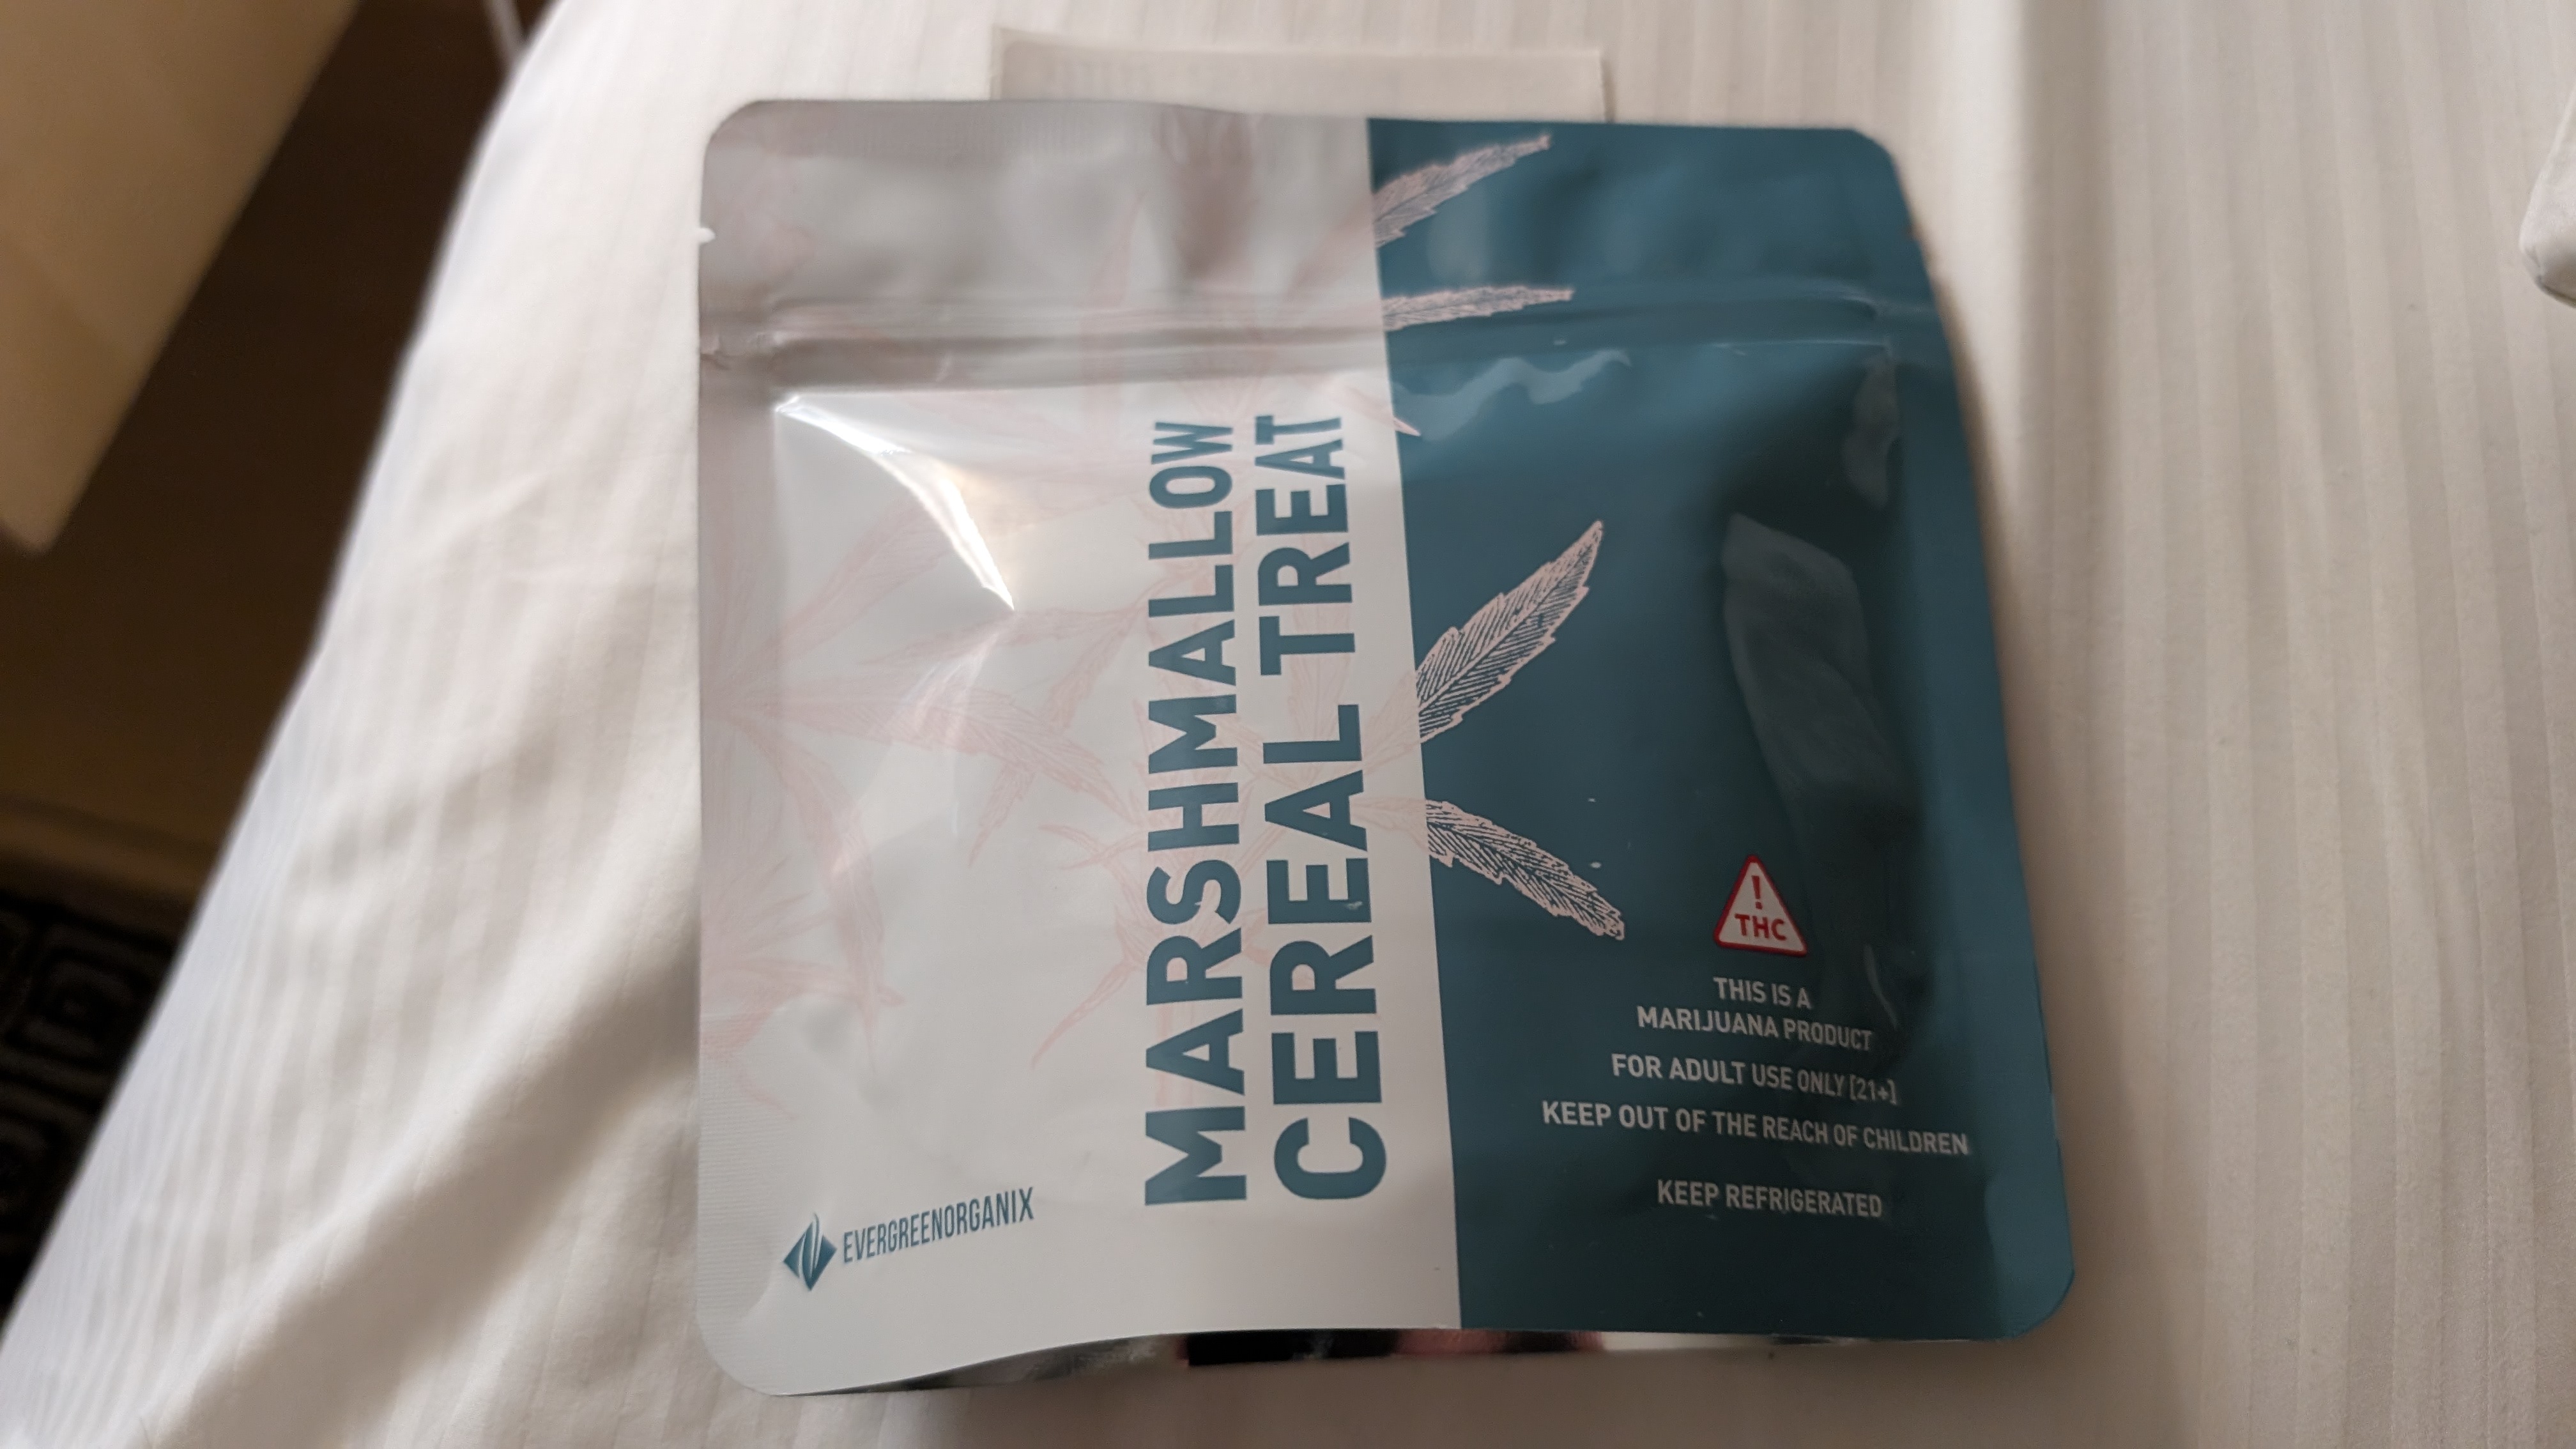 MARSHMALLOW
CEREAL TREAT
EVERGREENORGANIX
!
THC
THIS IS A
MARIJUANA PRODUCT
FOR ADULT USE ONLY [21+]
KEEP OUT OF THE REACH OF CHILDREN
KEEP REFRIGERATED